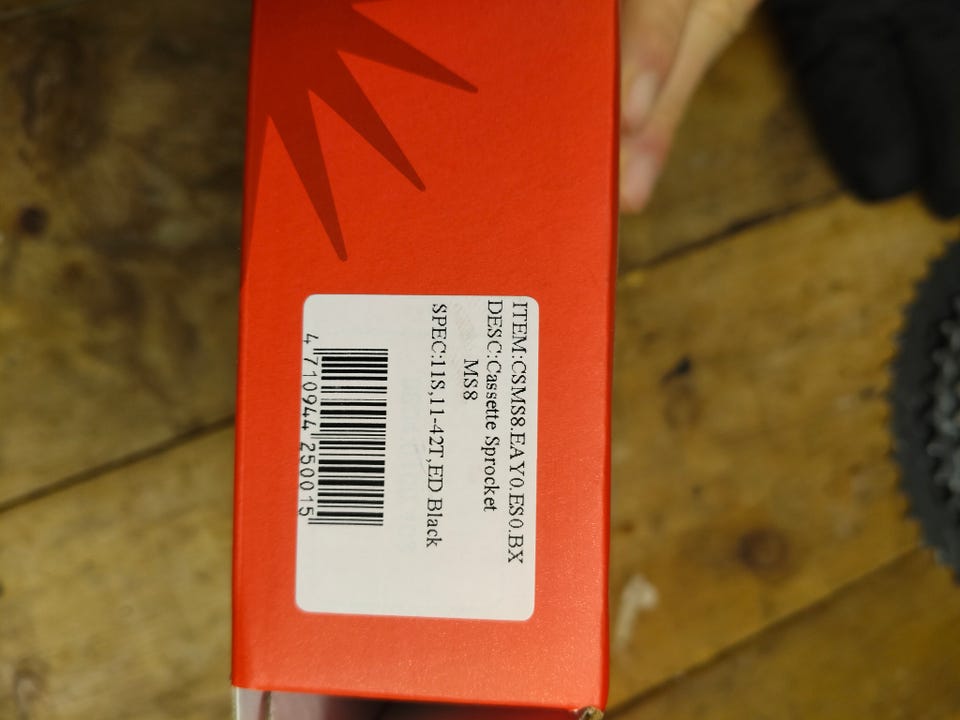 ITEM:CSMS8.EAY0.ES0.BX
DESC:Cassette Sprocket
MS8
SPEC:11S,11-42T,ED Black
4 710944 250015